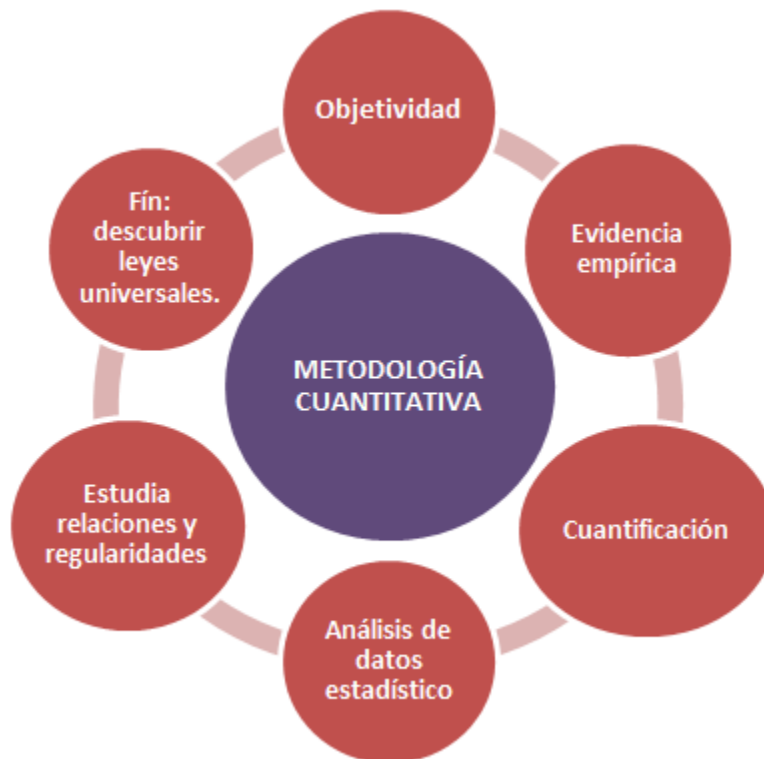 Objetividad
Evidencia
empírica
Cuantificación
Análisis de
datos
estadístico
Estudia
relaciones y
regularidades
Fín:
descubrir
leyes
universales.
METODOLOGÍA
CUANTITATIVA